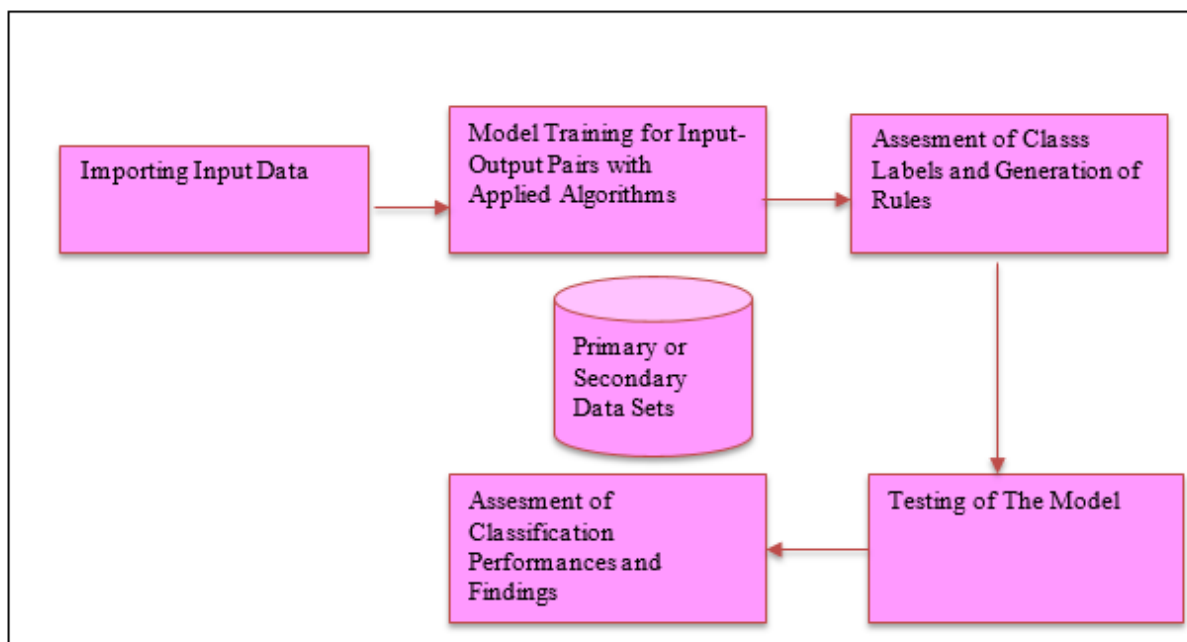 Importing Input Data
Model Training for Input-
Output Pairs with
Applied Algorithms
Assesment of Classs
Labels and Generation of
Rules
Primary or
Secondary
Data Sets
Testing of The Model
Assesment of
Classification
Performances and
Findings